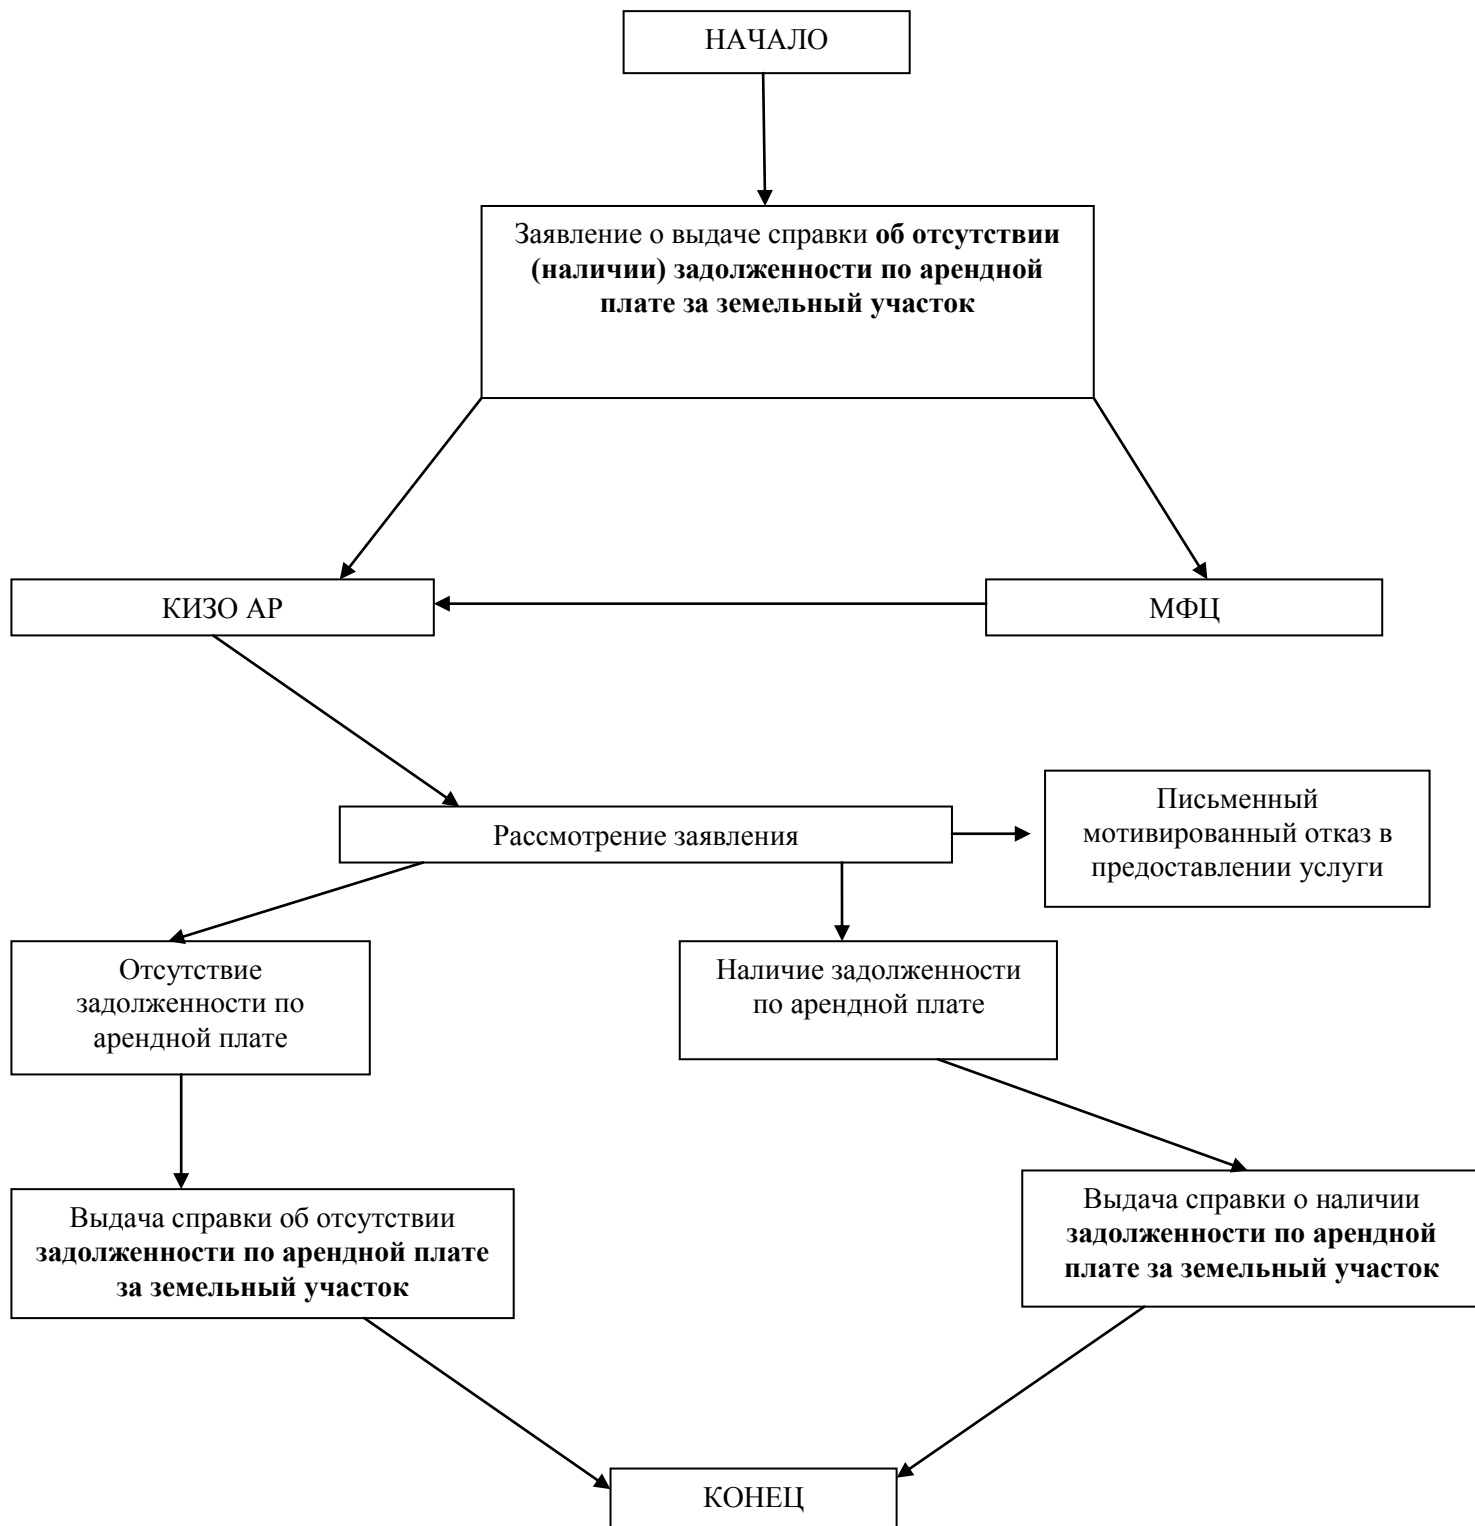 НАЧАЛО
Заявление о выдаче справки об отсутствии
(наличии) задолженности по арендной
плате за земельный участок
КИЗО АР
МФЦ
Письменный
мотивированный отказ в
предоставлении услуги
Рассмотрение заявления
Отсутствие
задолженности по
арендной плате
Наличие задолженности
по арендной плате
Выдача справки об отсутствии
задолженности по арендной плате
за земельный участок
Выдача справки о наличии
задолженности по арендной
плате за земельный участок
КОНЕЦ